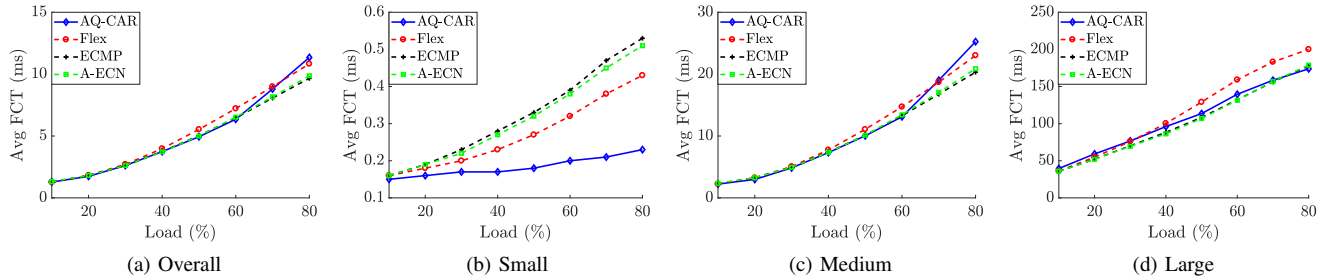 AQ-CAR
Flex
ECMP
A-ECN
Avg FCT (ms)
15
10
5
0
20 40 60 80
Load (%)
(a) Overall
AQ-CAR
Flex
ECMP
A-ECN
Avg FCT (ms)
0.6
0.5
0.4
0.3
0.2
0.1
20 40 60 80
Load (%)
(b) Small
AQ-CAR
Flex
ECMP
A-ECN
Avg FCT (ms)
30
20
10
0
20 40 60 80
Load (%)
(c) Medium
AQ-CAR
Flex
ECMP
A-ECN
Avg FCT (ms)
250
200
150
100
50
0
20 40 60 80
Load (%)
(d) Large